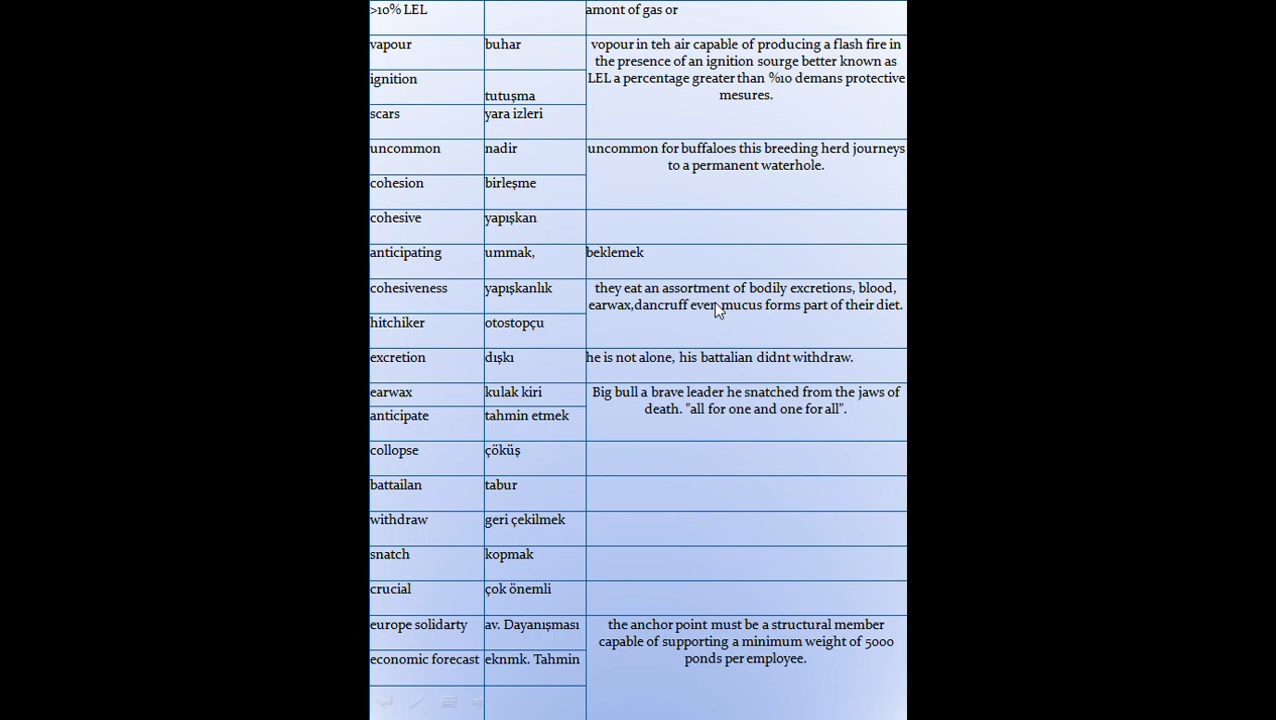 >10% LEL
amont of gas or
vapour
buhar
vopour in teh air capable of producing a flash fire in
the presence of an ignition sourge better known as
LEL a percentage greater than %10 demans protective
mesures.
ignition
tutuşma
scars
yara izleri
uncommon
nadir
uncommon for buffaloes this breeding herd journeys
to a permanent waterhole.
cohesion
birleşme
cohesive
yapışkan
anticipating
ummak,
beklemek
cohesiveness
yapışkanlık
they eat an assortment of bodily excretions, blood,
earwax,dancruff even mucus forms part of their diet.
hitchiker
otostopçu
excretion
dışkı
he is not alone, his battalian didnt withdraw.
earwax
kulak kiri
Big bull a brave leader he snatched from the jaws of
death. "all for one and one for all".
anticipate
tahmin etmek
collopse
çöküş
battailan
tabur
withdraw
geri çekilmek
snatch
kopmak
crucial
çok önemli
europe solidarty
av. Dayanışması
the anchor point must be a structural member
capable of supporting a minimum weight of 5000
ponds per employee.
economic forecast
eknmk. Tahmin